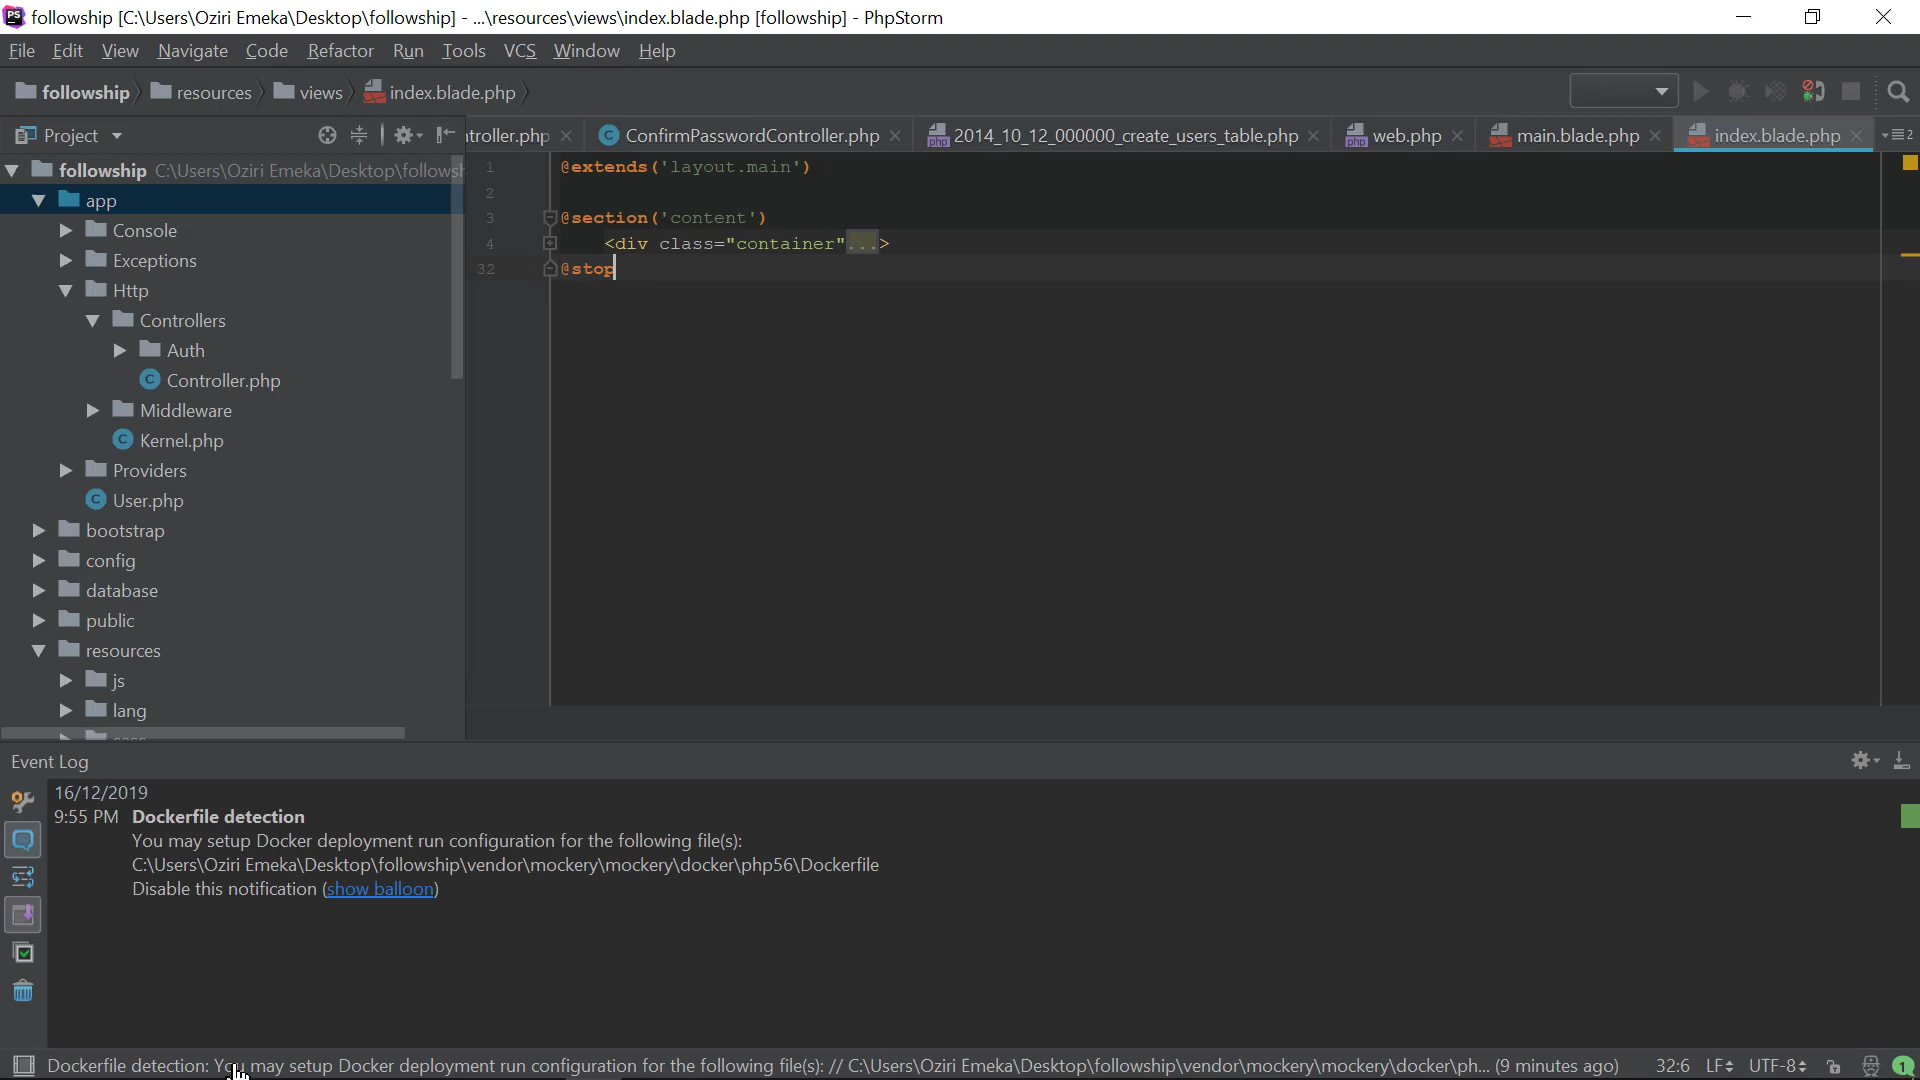 followship [C:\Users\Oziri Emeka\Desktop\followship] - ...\resources\views\index.blade.php [followship] - PhpStorm
File Edit View Navigate Code Refactor Run Tools VCS Window Help
followship resources views index.blade.php
Project
ntroller.php ConfirmPasswordController.php 2014_10_12_000000_create_users_table.php web.php main.blade.php index.blade.php 2
followship C:\Users\Oziri Emeka\Desktop\follows
app
Console
Exceptions
Http
Controllers
Auth
Controller.php
Middleware
Kernel.php
Providers
User.php
bootstrap
config
database
public
resources
js
lang
1 @extends('layout.main')
2
3 @section('content')
4 <div class="container"...>
32 @stop
Event Log
16/12/2019
9:55 PM Dockerfile detection
You may setup Docker deployment run configuration for the following file(s):
C:\Users\Oziri Emeka\Desktop\followship\vendor\mockery\mockery\docker\php56\Dockerfile
Disable this notification (show balloon)
Dockerfile detection: You may setup Docker deployment run configuration for the following file(s): // C:\Users\Oziri Emeka\Desktop\followship\vendor\mockery\mockery\docker\ph... (9 minutes ago) 32:6 LF UTF-8 1